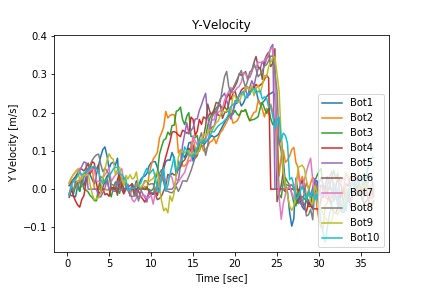 Y-Velocity
Y Velocity [m/s]
0.4
0.3
0.2
0.1
0.0
−0.1
0
5
10
15
20
25
30
35
Time [sec]
Bot1
Bot2
Bot3
Bot4
Bot5
Bot6
Bot7
Bot8
Bot9
Bot10